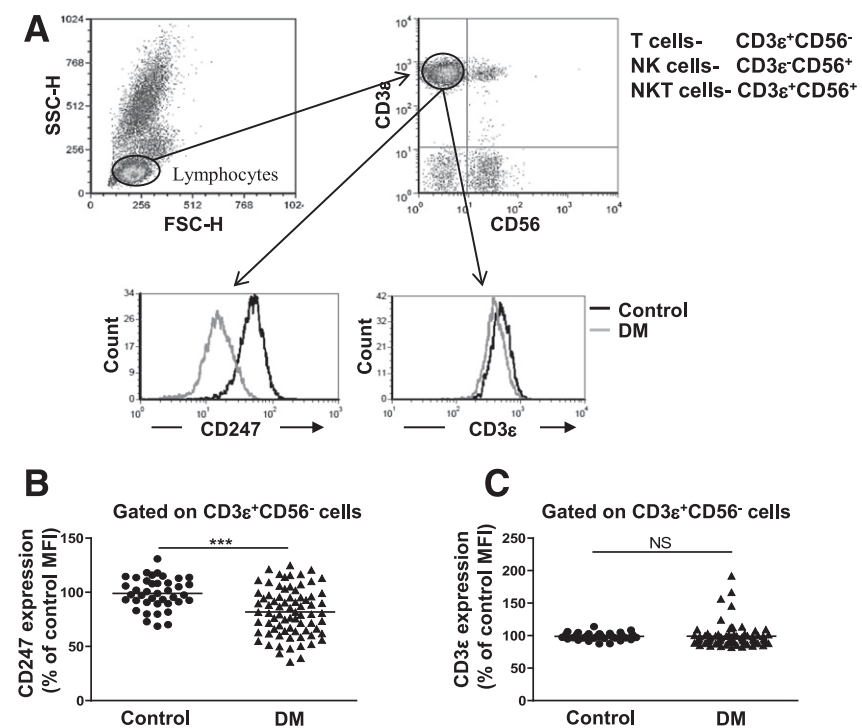 A
1024
768
512
256
0
SSC-H
Lymphocytes
0 256 512 768 102‹
FSC-H
10⁴
10³
10²
10¹
10⁰
CD3ε
10⁰ 10¹ 10² 10³ 10⁴
CD56
T cells- CD3ε⁺CD56⁻
NK cells- CD3ε⁻CD56⁺
NKT cells- CD3ε⁺CD56⁺
34
26
17
9
0
Count
10⁰ 10¹ 10² 10³
CD247
42
32
21
11
0
Count
10¹ 10² 10³ 10⁴
CD3ε
Control
DM
B
Gated on CD3ε⁺CD56⁻ cells
CD247 expression
(% of control MFI)
150
100
50
0
***
Control DM
C
Gated on CD3ε⁺CD56⁻ cells
CD3ε expression
(% of control MFI)
250
200
150
100
50
0
NS
Control DM